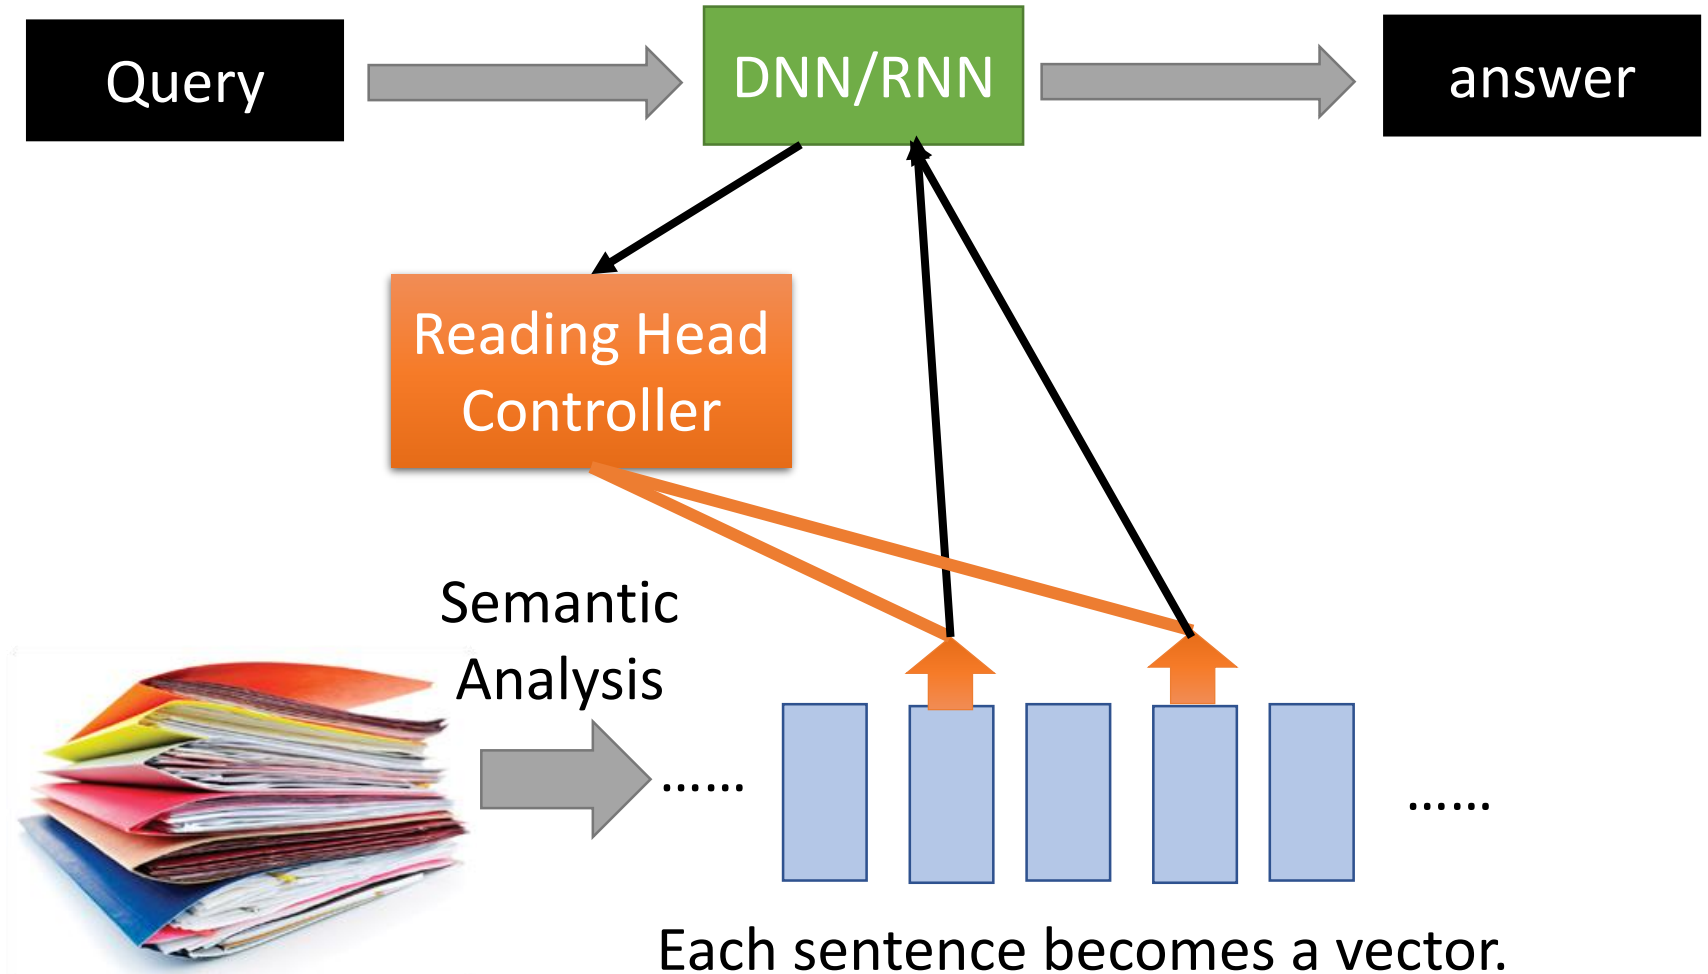 Query
DNN/RNN
answer
Reading Head
Controller
Semantic
Analysis
……
……
Each sentence becomes a vector.